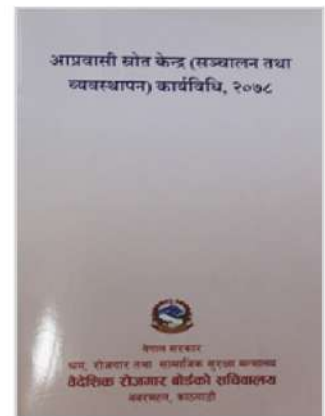 आप्रवासी स्रोत केन्द्र (सञ्चालन तथा
व्यवस्थापन) कार्यविधि, २०७८
नेपाल सरकार
श्रम, रोजगार तथा सामाजिक सुरक्षा मन्त्रालय
वैदेशिक रोजगार बोर्डको सचिवालय
बबरमहल, काठमाडौं